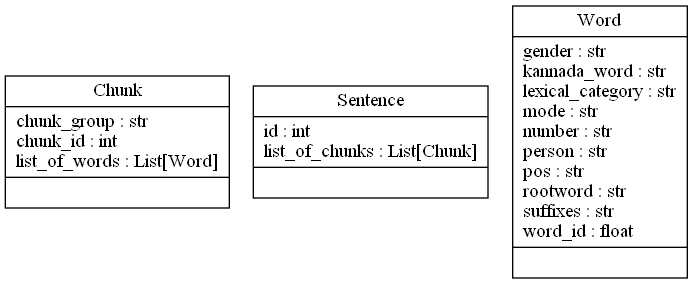 Chunk
chunk_group : str
chunk_id : int
list_of_words : List[Word]
Sentence
id : int
list_of_chunks : List[Chunk]
Word
gender : str
kannada_word : str
lexical_category : str
mode : str
number : str
person : str
pos : str
rootword : str
suffixes : str
word_id : float